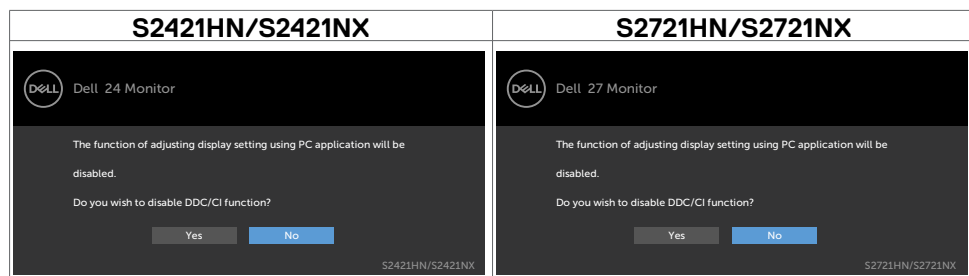 S2421HN/S2421NX
S2721HN/S2721NX
DELL
Dell 24 Monitor
The function of adjusting display setting using PC application will be
disabled.
Do you wish to disable DDC/CI function?
Yes
No
S2421HN/S2421NX
DELL
Dell 27 Monitor
The function of adjusting display setting using PC application will be
disabled.
Do you wish to disable DDC/CI function?
Yes
No
S2721HN/S2721NX